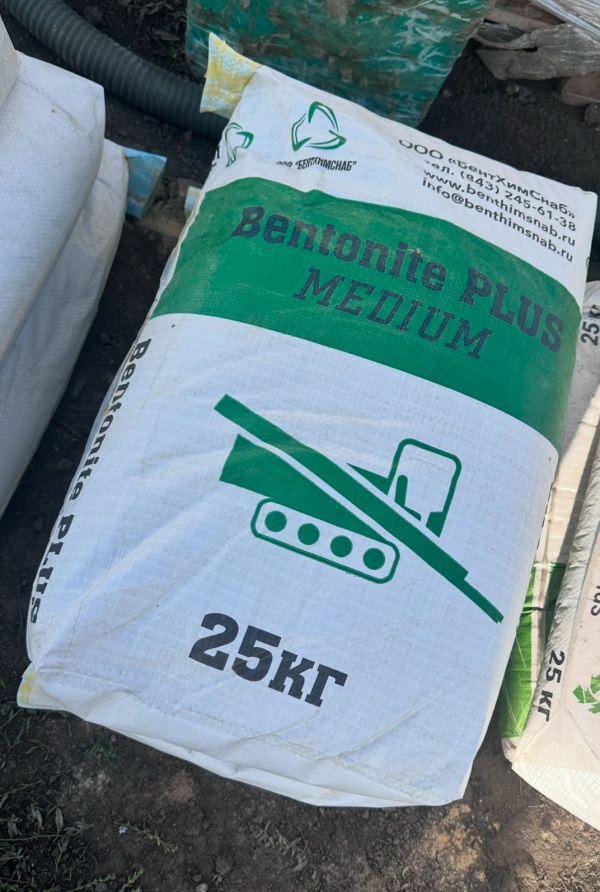 ООО "БЕНТХИМСНАБ"
ООО «БентХимСнаб»
тел. (843) 245-61-38
www.benthimsnab.ru
info@benthimsnab.ru
Bentonite PLUS
MEDIUM
25кг
Bentonite PLUS
25
25 кг